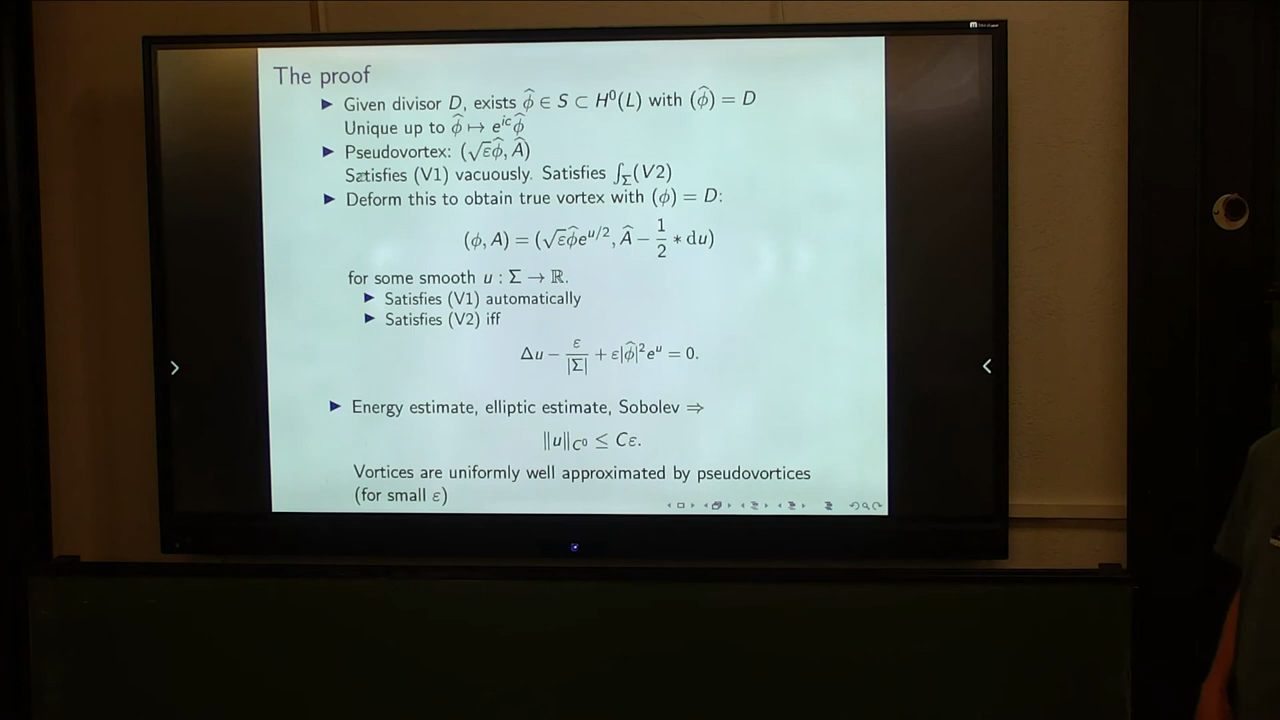 The proof
▶ Given divisor D, exists φ̂ ∈ S ⊂ H⁰(L) with (φ̂) = D
Unique up to φ̂ ↦ e^{ic}φ̂
▶ Pseudovortex: (√εφ̂, Â)
Satisfies (V1) vacuously. Satisfies ∫_Σ(V2)
▶ Deform this to obtain true vortex with (φ) = D:
(φ, A) = (√εφ̂e^{u/2}, Â − 1/2 ∗ du)
for some smooth u : Σ → ℝ.
▶ Satisfies (V1) automatically
▶ Satisfies (V2) iff
Δu − ε/|Σ| + ε|φ̂|²e^u = 0.
▶ Energy estimate, elliptic estimate, Sobolev ⇒
‖u‖_{C⁰} ≤ Cε.
Vortices are uniformly well approximated by pseudovortices
(for small ε)